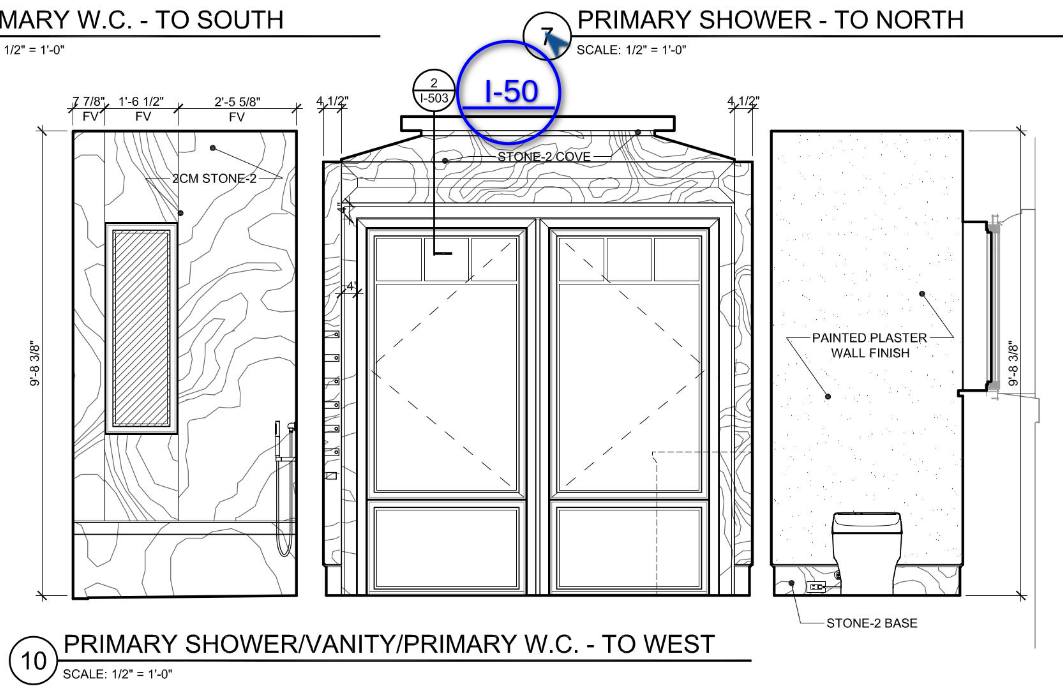 MARY W.C. - TO SOUTH
1/2" = 1'-0"
7
PRIMARY SHOWER - TO NORTH
SCALE: 1/2" = 1'-0"
2
I-503
I-50
7 7/8"
FV
1'-6 1/2"
FV
2'-5 5/8"
FV
4 1/2"
4 1/2"
STONE-2 COVE
2CM STONE-2
4"
4"
9'-8 3/8"
PAINTED PLASTER
WALL FINISH
9'-8 3/8"
STONE-2 BASE
10
PRIMARY SHOWER/VANITY/PRIMARY W.C. - TO WEST
SCALE: 1/2" = 1'-0"